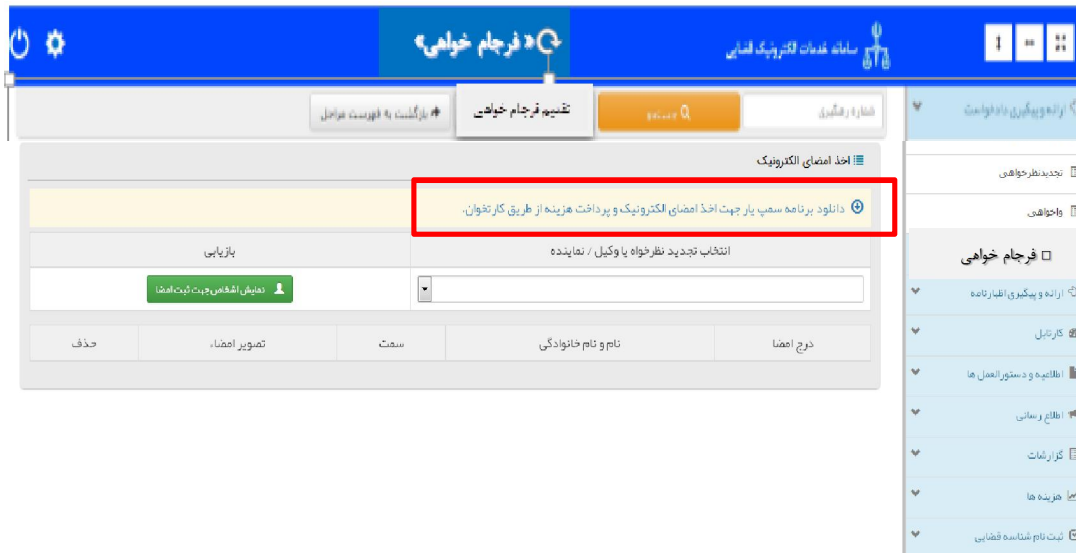 «فرجام خواهی»
سامانه خدمات الکترونیک قضایی
شماره رهگیری
جستجو
تقدیم فرجام خواهی
بازگشت به فهرست مراحل
ارائه و پیگیری دادخواست
تجدیدنظرخواهی
واخواهی
فرجام خواهی
ارائه و پیگیری اظهارنامه
کارتابل
اطلاعیه و دستورالعمل ها
اطلاع رسانی
گزارشات
هزینه ها
ثبت نام شناسه قضایی
اخذ امضای الکترونیک
دانلود برنامه سمپ یار جهت اخذ امضای الکترونیک و پرداخت هزینه از طریق کارتخوان.
انتخاب تجدید نظرخواه یا وکیل / نماینده
بازیابی
نمایش اشخاص جهت ثبت امضا
درج امضا
نام و نام خانوادگی
سمت
تصویر امضاء
حذف